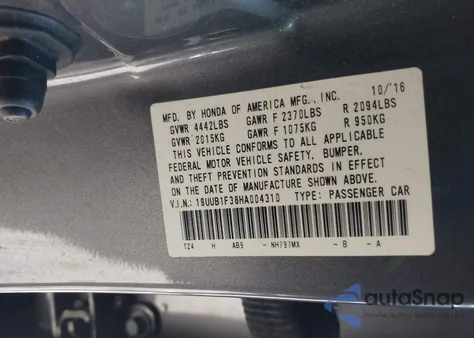 MFD. BY HONDA OF AMERICA MFG., INC. 10/'16
GVWR 4442LBS GAWR F 2370LBS R 2094LBS
GVWR 2015KG GAWR F 1075KG R 950KG
THIS VEHICLE CONFORMS TO ALL APPLICABLE
FEDERAL MOTOR VEHICLE SAFETY, BUMPER,
AND THEFT PREVENTION STANDARDS IN EFFECT
ON THE DATE OF MANUFACTURE SHOWN ABOVE.
V.I.N.: 19UUB1F38HA004310 TYPE: PASSENGER CAR
TZ4 H AB9 -NH797MX -B -A
autoSnap